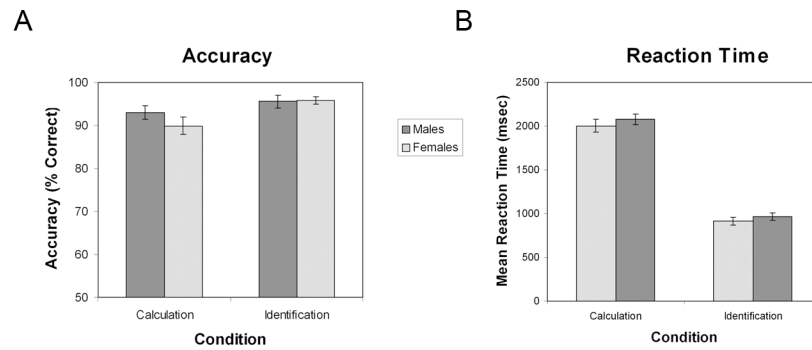 A
Accuracy
Accuracy (% Correct)
100
90
80
70
60
50
Calculation
Identification
Condition
Males
Females
B
Reaction Time
Mean Reaction Time (msec)
2500
2000
1500
1000
500
0
Calculation
Identification
Condition